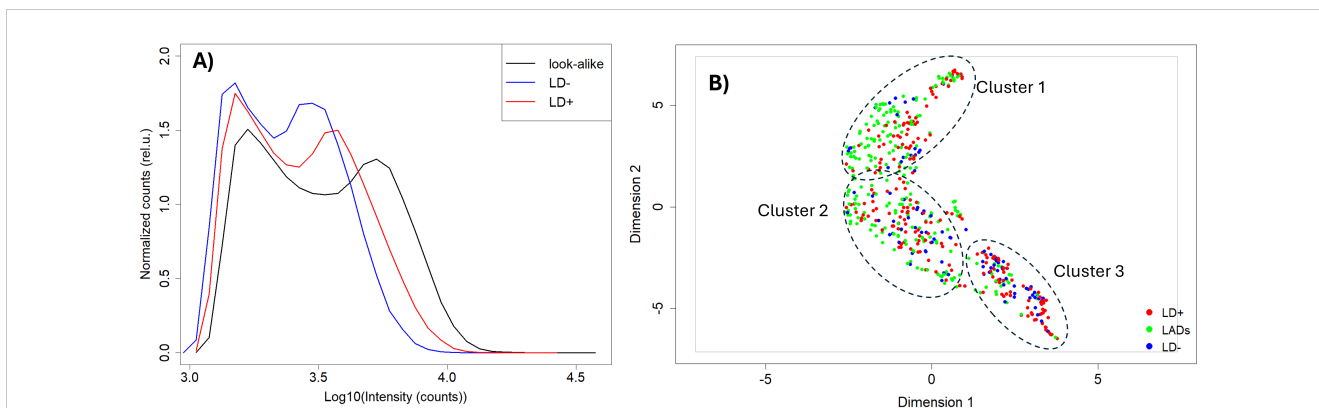 A)
look-alike
LD-
LD+
Normalized counts (rel.u.)
2.0
1.5
1.0
0.5
0.0
3.0
3.5
4.0
4.5
Log10(Intensity (counts))
B)
Cluster 1
Cluster 2
Cluster 3
Dimension 2
5
0
-5
LD+
LADs
LD-
-5
0
5
Dimension 1